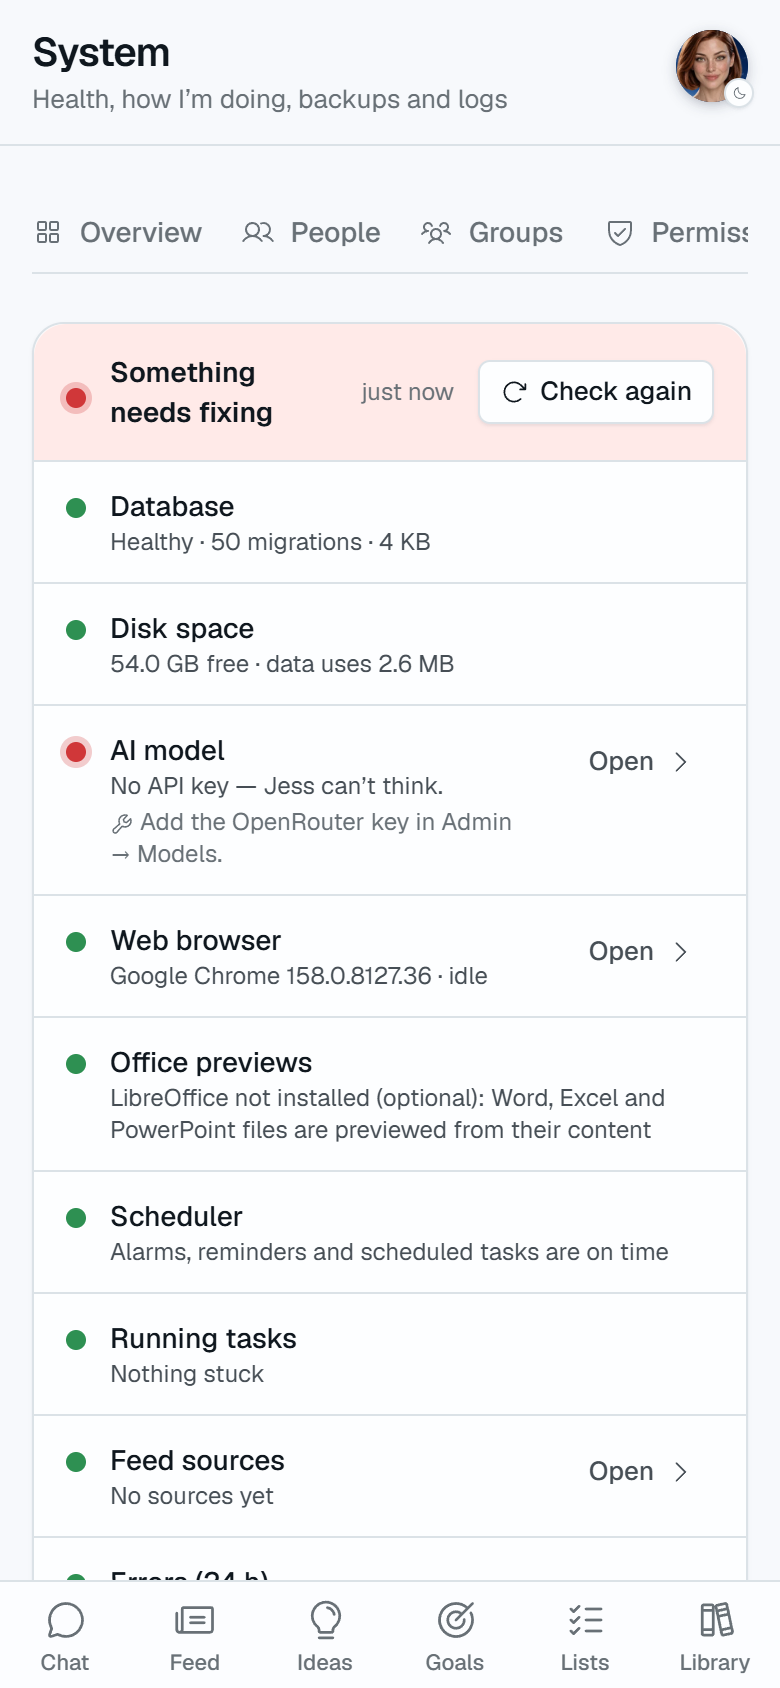 System
Health, how I’m doing, backups and logs
Overview
People
Groups
Permiss
Something
needs fixing
just now
Check again
Database
Healthy · 50 migrations · 4 KB
Disk space
54.0 GB free · data uses 2.6 MB
AI model
No API key — Jess can’t think.
Add the OpenRouter key in Admin
→ Models.
Open
Web browser
Google Chrome 158.0.8127.36 · idle
Open
Office previews
LibreOffice not installed (optional): Word, Excel and
PowerPoint files are previewed from their content
Scheduler
Alarms, reminders and scheduled tasks are on time
Running tasks
Nothing stuck
Feed sources
No sources yet
Open
Errors (24 h)
Chat
Feed
Ideas
Goals
Lists
Library